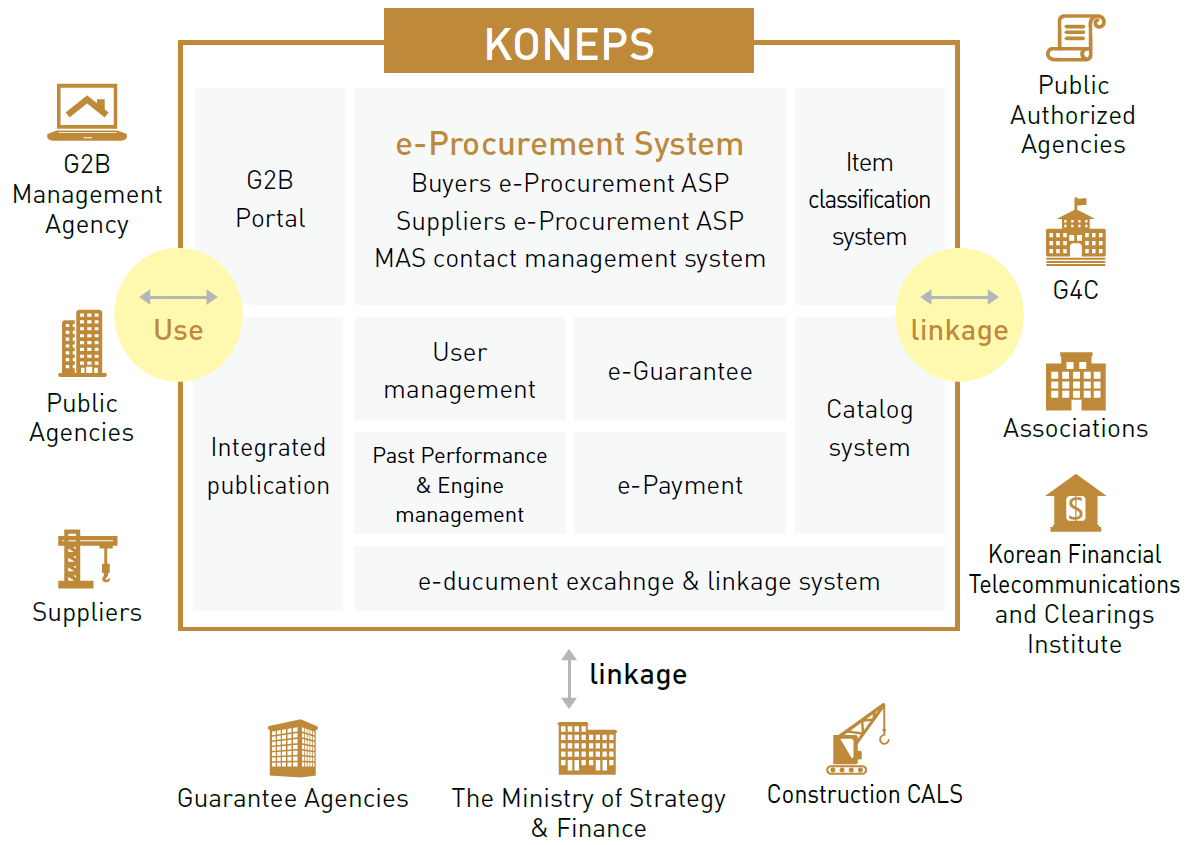 KONEPS
G2B
Management
Agency
Public
Agencies
Suppliers
Use
G2B
Portal
Integrated
publication
e-Procurement System
Buyers e-Procurement ASP
Suppliers e-Procurement ASP
MAS contact management system
Item
classification
system
User
management
e-Guarantee
Past Performance
& Engine
management
e-Payment
Catalog
system
e-ducument excahnge & linkage system
linkage
Public
Authorized
Agencies
G4C
Associations
$
Korean Financial
Telecommunications
and Clearings
Institute
linkage
Guarantee Agencies
The Ministry of Strategy
& Finance
Construction CALS